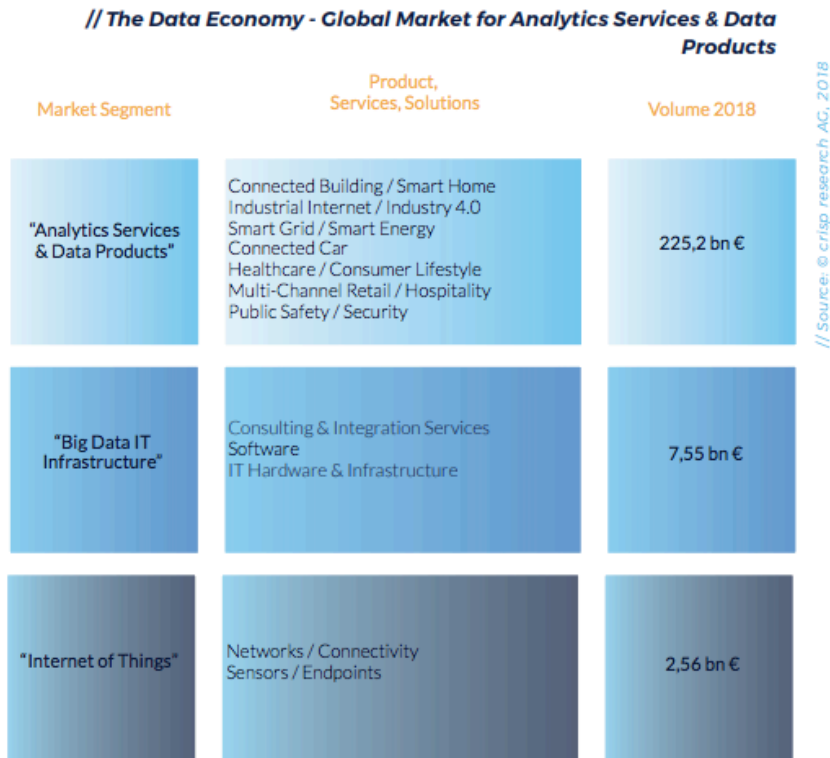 // The Data Economy - Global Market for Analytics Services & Data
Products
Market Segment
Product,
Services, Solutions
Volume 2018
“Analytics Services
& Data Products”
Connected Building / Smart Home
Industrial Internet / Industry 4.0
Smart Grid / Smart Energy
Connected Car
Healthcare / Consumer Lifestyle
Multi-Channel Retail / Hospitality
Public Safety / Security
225,2 bn €
“Big Data IT
Infrastructure”
Consulting & Integration Services
Software
IT Hardware & Infrastructure
7,55 bn €
“Internet of Things”
Networks / Connectivity
Sensors / Endpoints
2,56 bn €
// Source: © crisp research AG, 2018